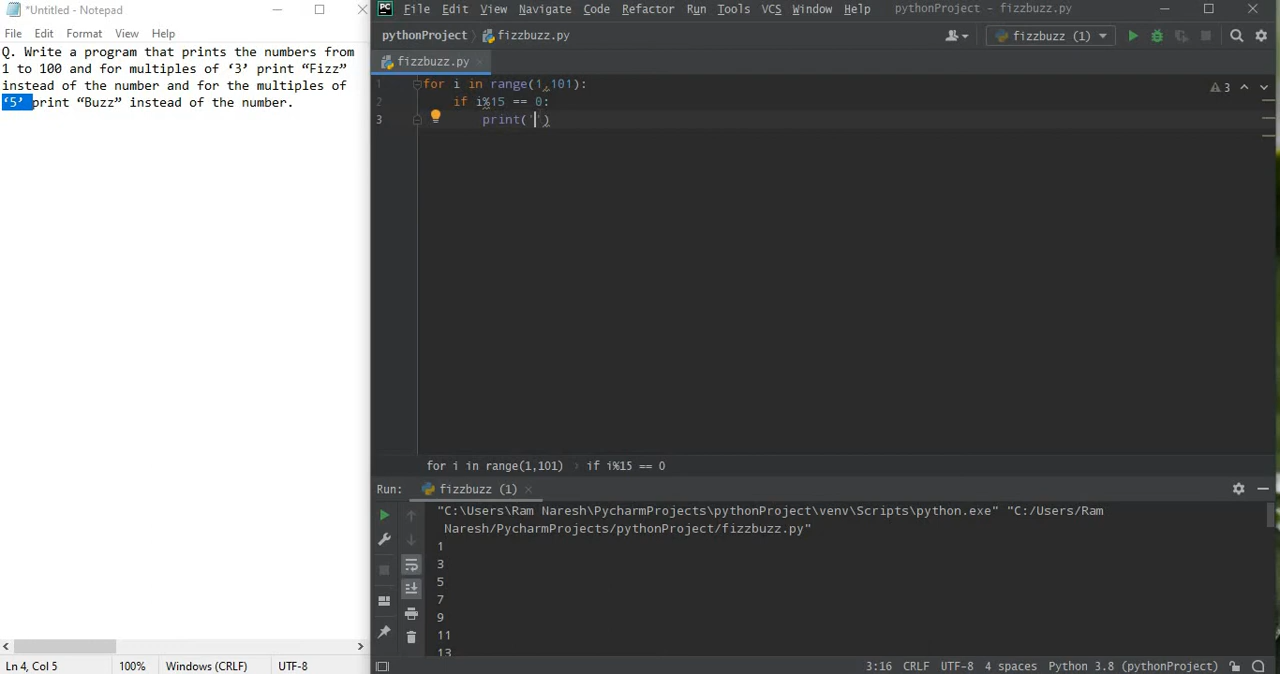 *Untitled - Notepad
File Edit Format View Help
Q. Write a program that prints the numbers from
1 to 100 and for multiples of ‘3’ print “Fizz”
instead of the number and for the multiples of
‘5’ print “Buzz” instead of the number.
Ln 4, Col 5 100% Windows (CRLF) UTF-8
PC File Edit View Navigate Code Refactor Run Tools VCS Window Help pythonProject - fizzbuzz.py
pythonProject fizzbuzz.py fizzbuzz (1)
fizzbuzz.py
1 for i in range(1,101):
2 if i%15 == 0:
3 print('')
3
for i in range(1,101) › if i%15 == 0
Run: fizzbuzz (1)
"C:\Users\Ram Naresh\PycharmProjects\pythonProject\venv\Scripts\python.exe" "C:/Users/Ram
Naresh/PycharmProjects/pythonProject/fizzbuzz.py"
1
3
5
7
9
11
13
3:16 CRLF UTF-8 4 spaces Python 3.8 (pythonProject)